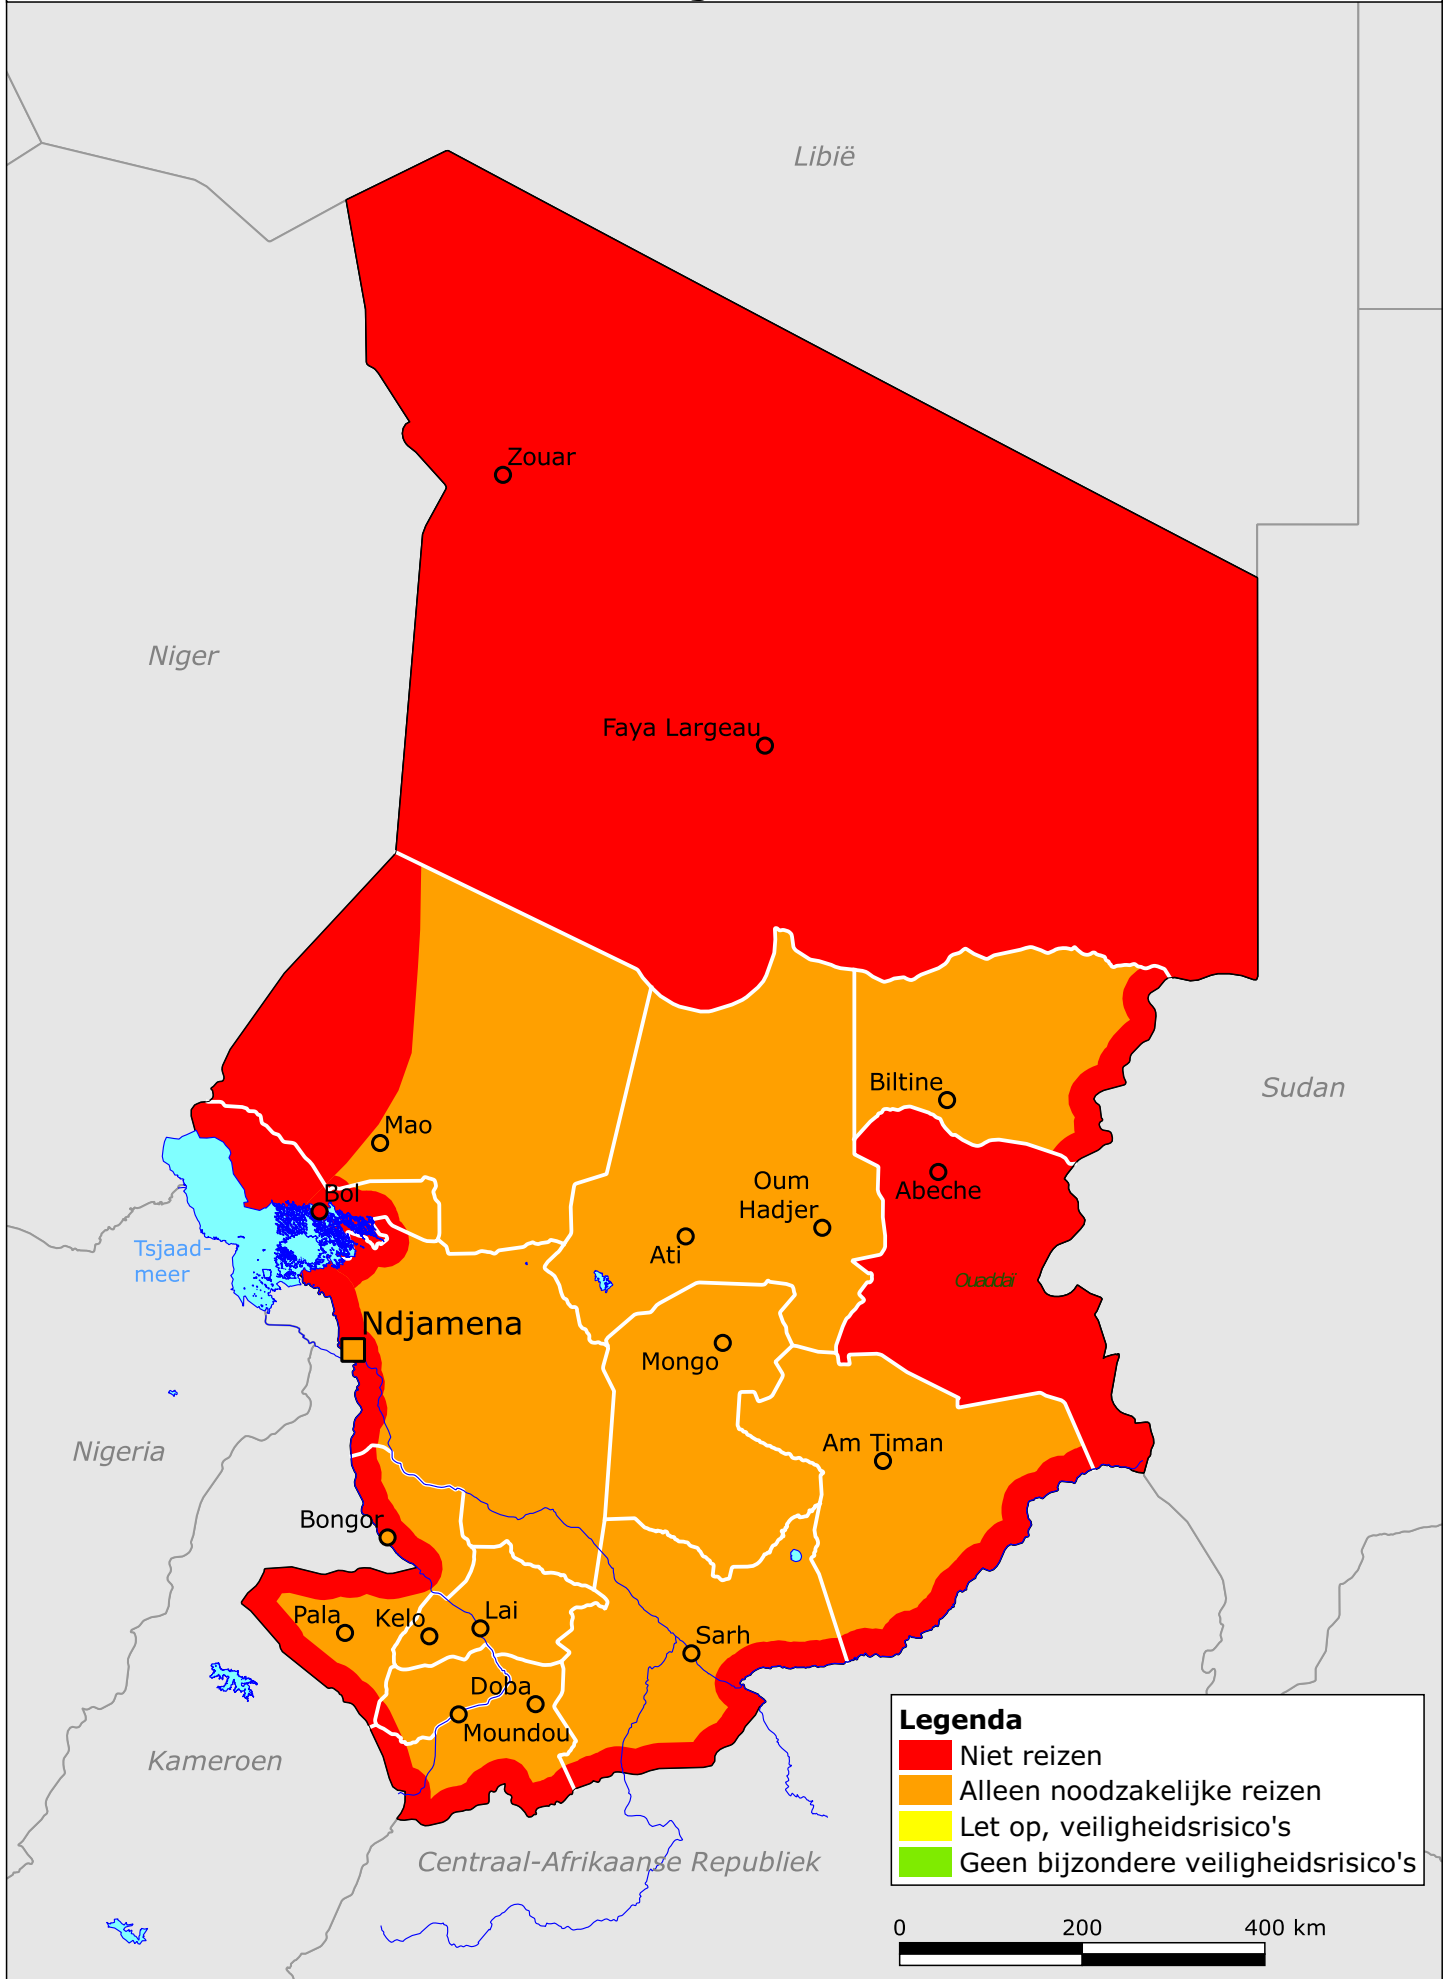 Libië
Zouar
Niger
Faya Largeau
Biltine
Sudan
Mao
Oum
Hadjer
Abeche
Bol
Ati
Tsjaad-
meer
Ouaddaï
Ndjamena
Mongo
Nigeria
Am Timan
Bongor
Pala
Kelo
Lai
Sarh
Doba
Moundou
Kameroen
Centraal-Afrikaanse Republiek
Legenda
Niet reizen
Alleen noodzakelijke reizen
Let op, veiligheidsrisico's
Geen bijzondere veiligheidsrisico's
0 200 400 km